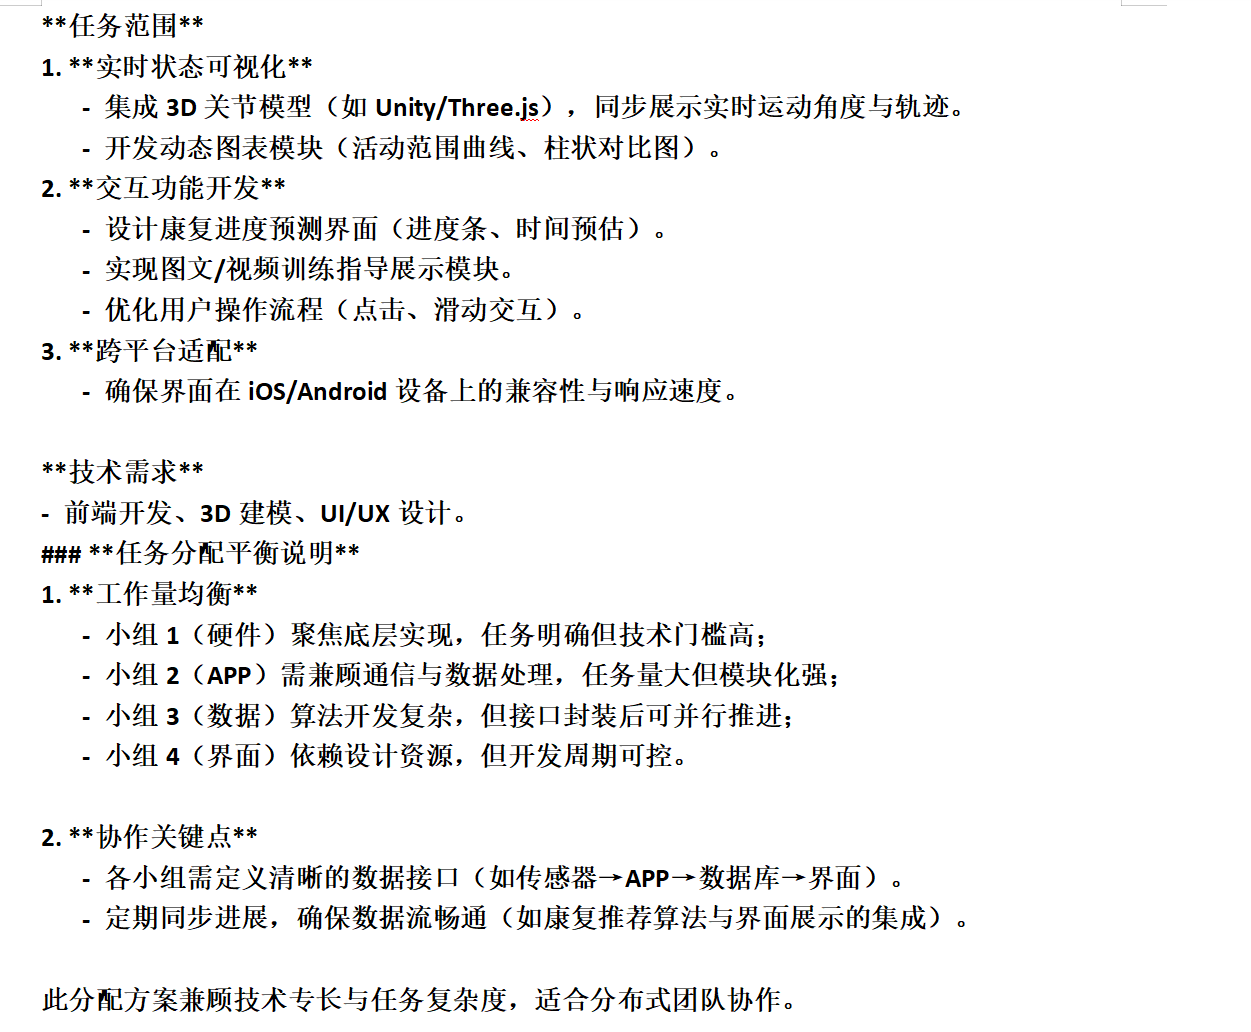 **任务范围**
1. **实时状态可视化**
- 集成 3D 关节模型（如 Unity/Three.js），同步展示实时运动角度与轨迹。
- 开发动态图表模块（活动范围曲线、柱状对比图）。
2. **交互功能开发**
- 设计康复进度预测界面（进度条、时间预估）。
- 实现图文/视频训练指导展示模块。
- 优化用户操作流程（点击、滑动交互）。
3. **跨平台适配**
- 确保界面在 iOS/Android 设备上的兼容性与响应速度。
**技术需求**
- 前端开发、3D 建模、UI/UX 设计。
### **任务分配平衡说明**
1. **工作量均衡**
- 小组 1（硬件）聚焦底层实现，任务明确但技术门槛高；
- 小组 2（APP）需兼顾通信与数据处理，任务量大但模块化强；
- 小组 3（数据）算法开发复杂，但接口封装后可并行推进；
- 小组 4（界面）依赖设计资源，但开发周期可控。
2. **协作关键点**
- 各小组需定义清晰的数据接口（如传感器→APP→数据库→界面）。
- 定期同步进展，确保数据流畅通（如康复推荐算法与界面展示的集成）。
此分配方案兼顾技术专长与任务复杂度，适合分布式团队协作。